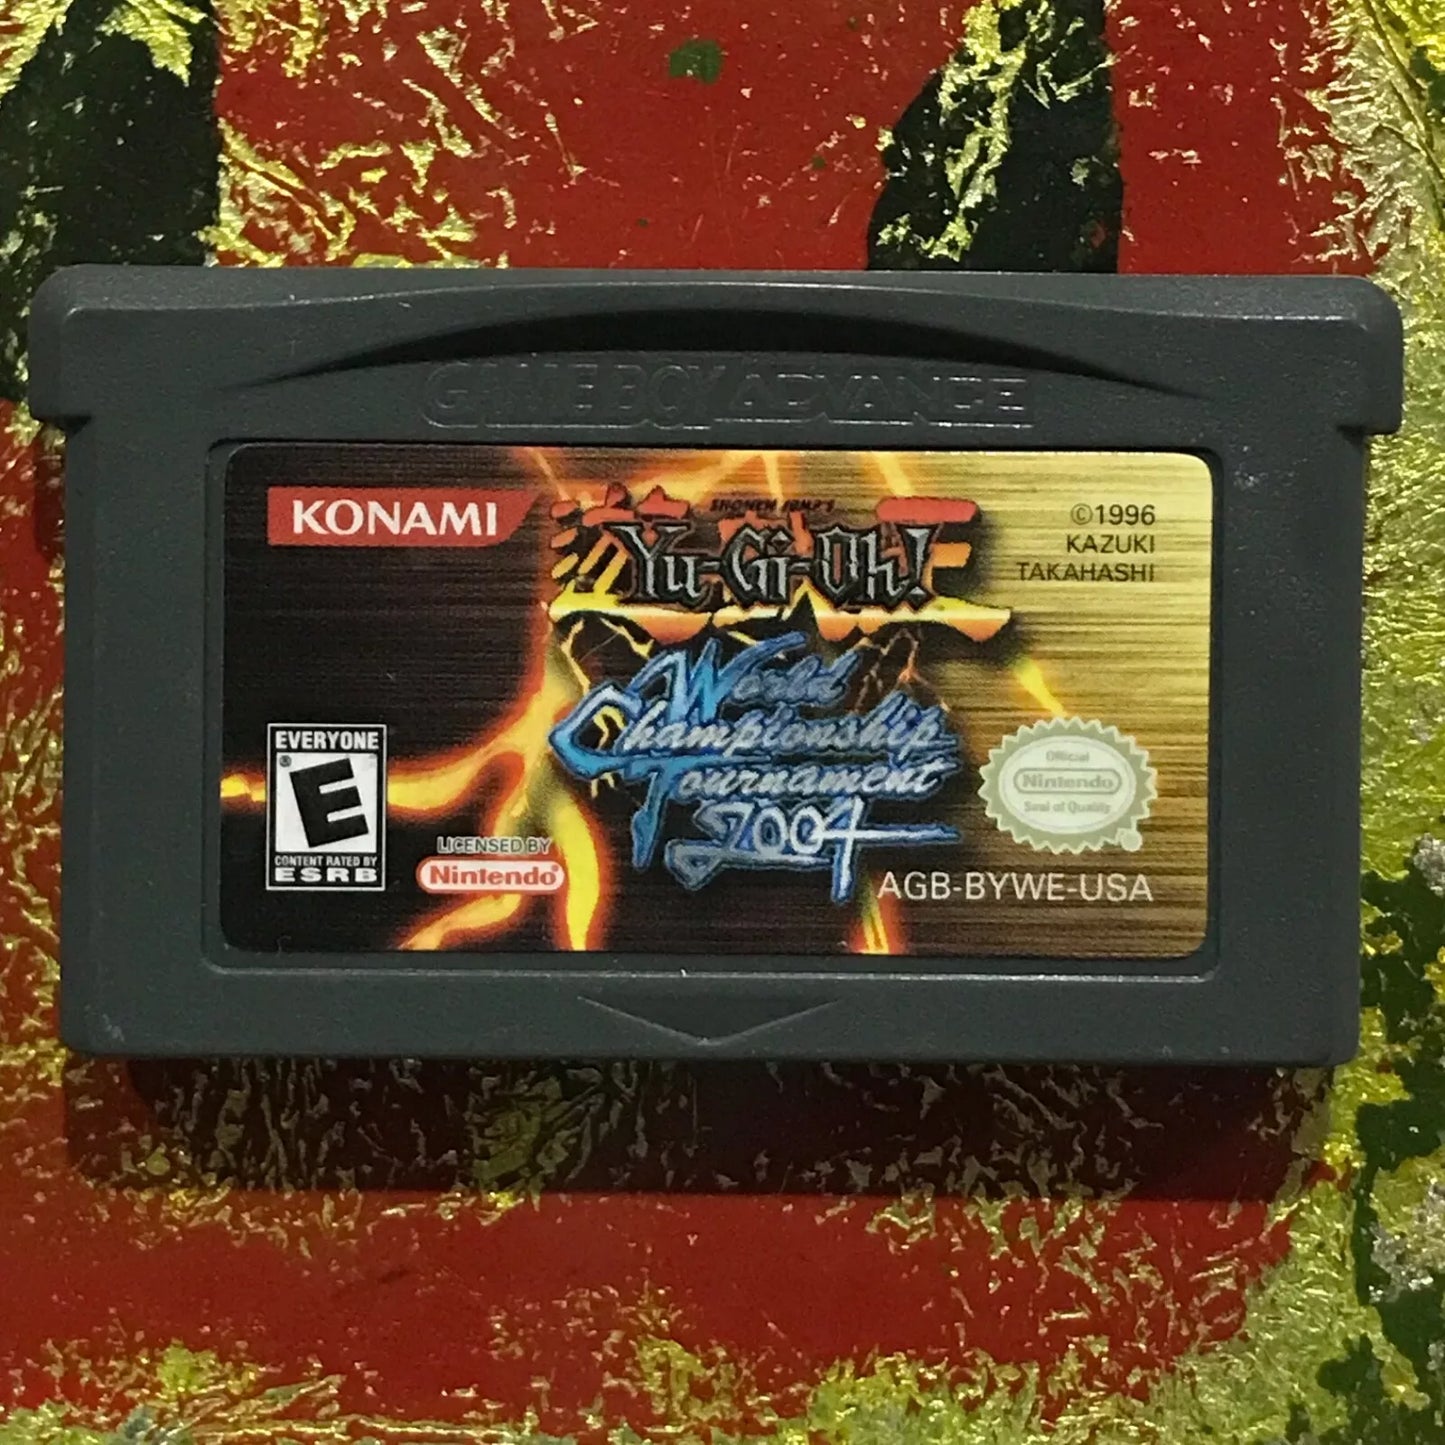 GAME BOY ADVANCE
KONAMI
SHONEN JUMP'S
Yu-Gi-Oh!
©1996
KAZUKI
TAKAHASHI
World
Championship
Tournament
2004
EVERYONE
E
®
CONTENT RATED BY
ESRB
LICENSED BY
Nintendo®
Official
Nintendo
Seal of Quality
AGB-BYWE-USA